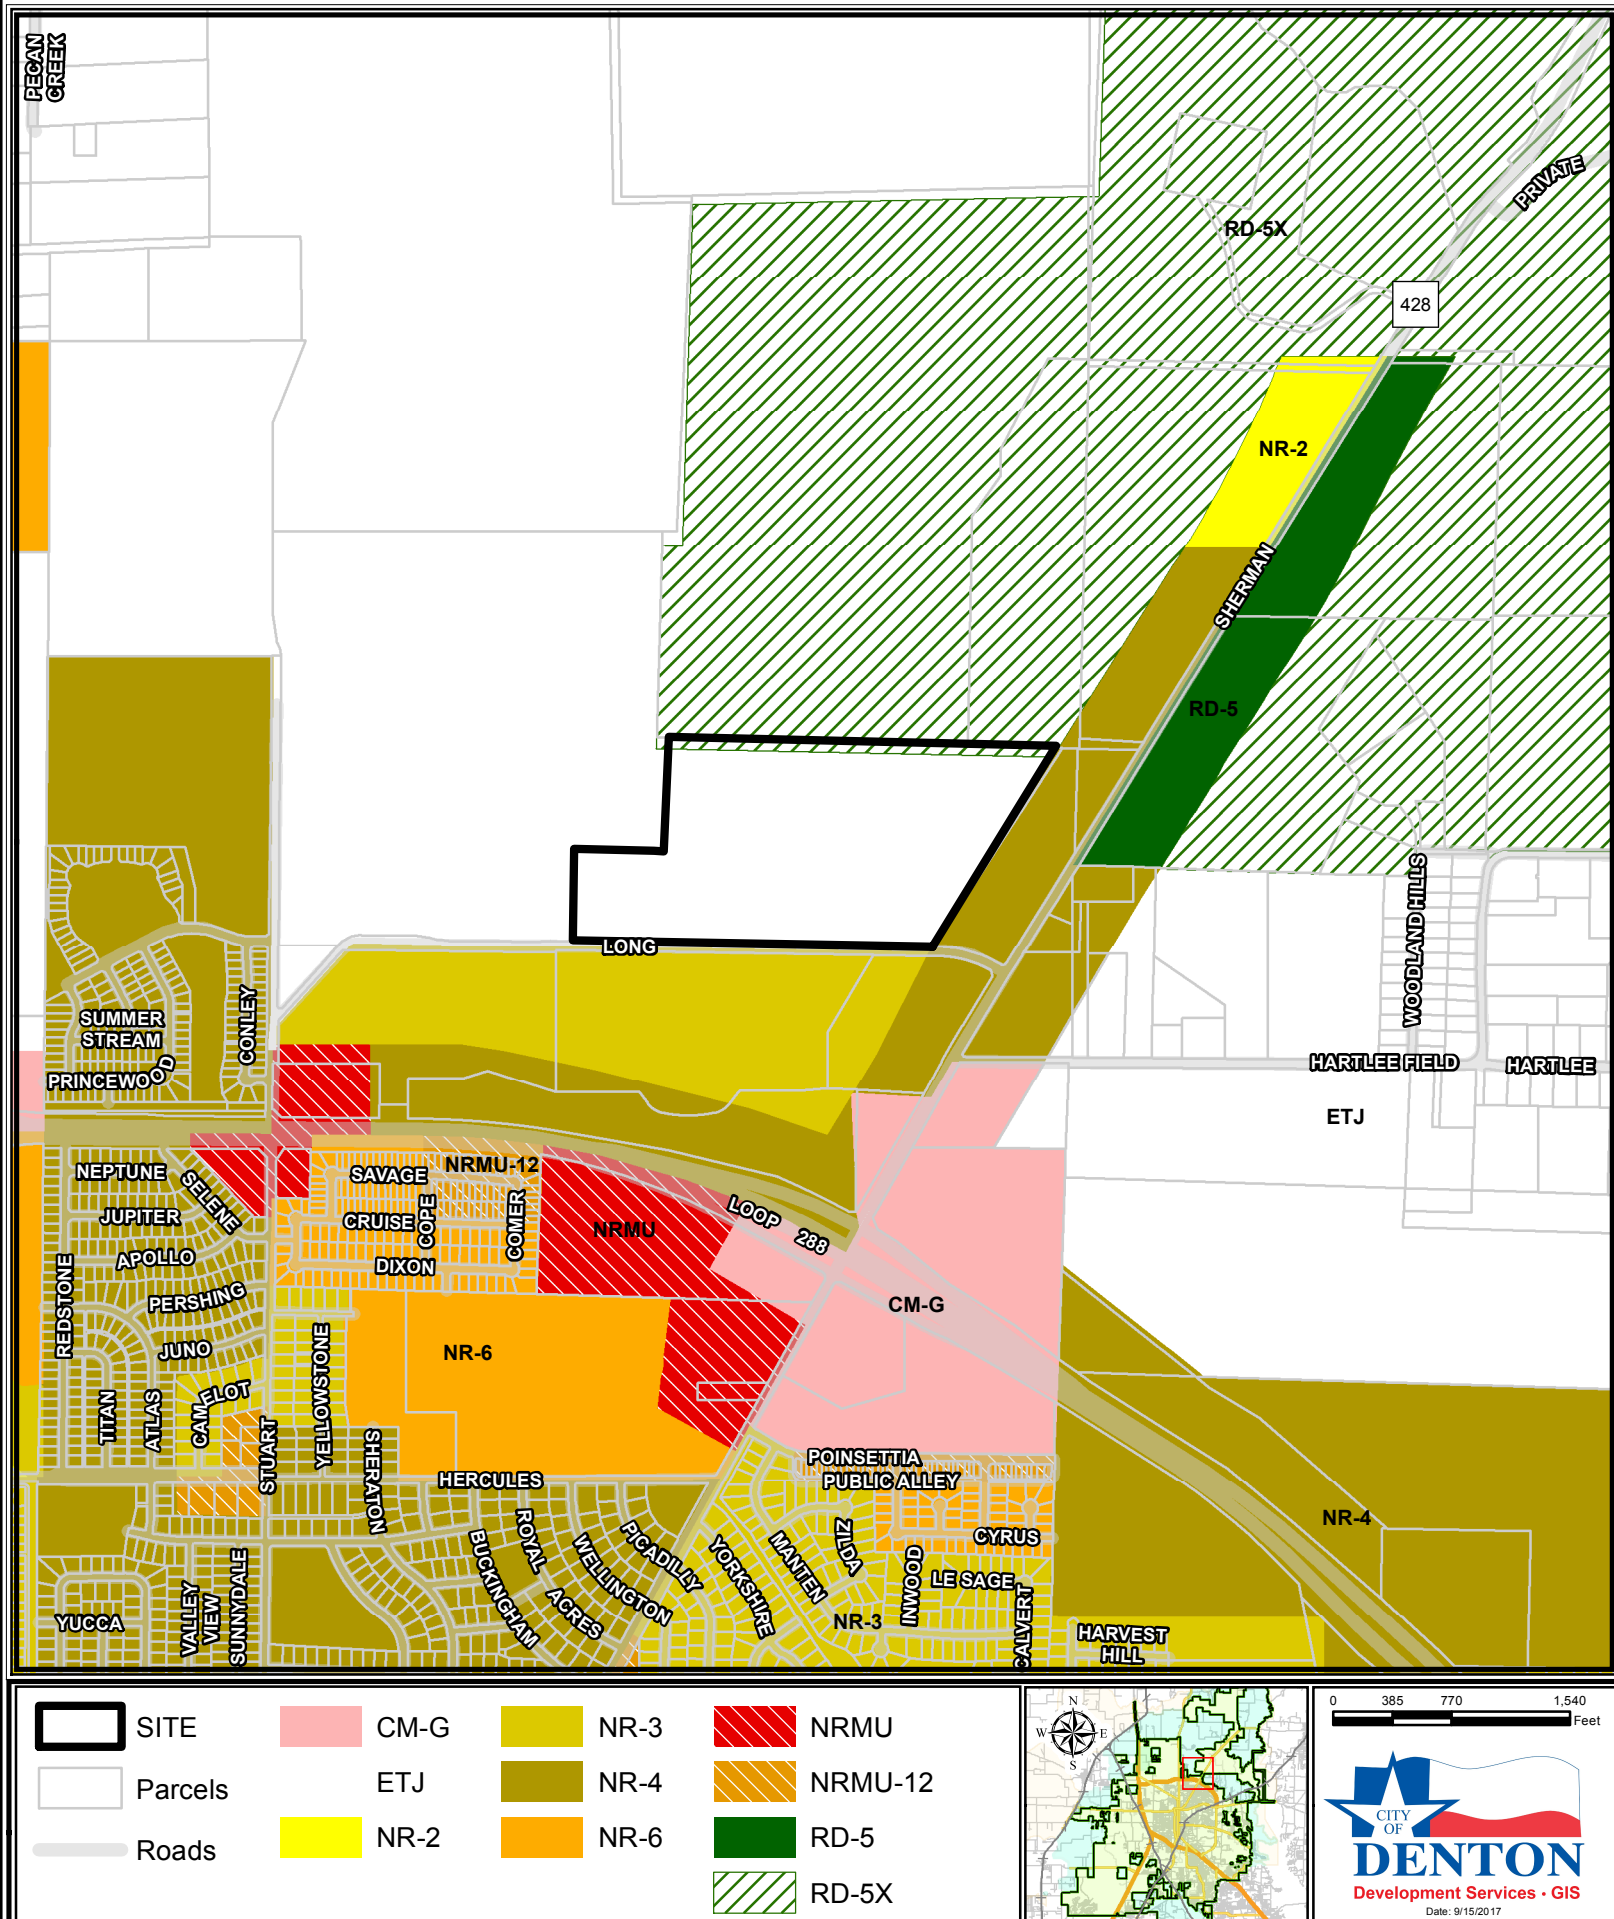 PECAN
CREEK
PRIVATE
RD-5X
428
NR-2
SHERMAN
RD-5
WOODLAND HILLS
LONG
CONLEY
SUMMER
STREAM
PRINCEWOOD
HARTLEE FIELD
HARTLEE
ETJ
NEPTUNE
SELENE
SAVAGE
NRMU-12
COPE
COMER
JUPITER
CRUISE
NRMU
LOOP
288
APOLLO
DIXON
REDSTONE
PERSHING
CM-G
JUNO
YELLOWSTONE
NR-6
TITAN
ATLAS
CAMELOT
STUART
SHERATON
HERCULES
POINSETTIA
PUBLIC ALLEY
NR-4
ROYAL
ACRES
BUCKINGHAM
WELLINGTON
PICADILLY
YORKSHIRE
MANTEN
ILDA
CYRUS
INWOOD
LE SAGE
CALVERT
YUCCA
VALLEY
VIEW
SUNNYDALE
NR-3
HARVEST
HILL
SITE
Parcels
Roads
CM-G
ETJ
NR-2
NR-3
NR-4
NR-6
NRMU
NRMU-12
RD-5
RD-5X
N
W
E
S
0 385 770 1,540
Feet
CITY
OF
DENTON
Development Services · GIS
Date: 9/15/2017